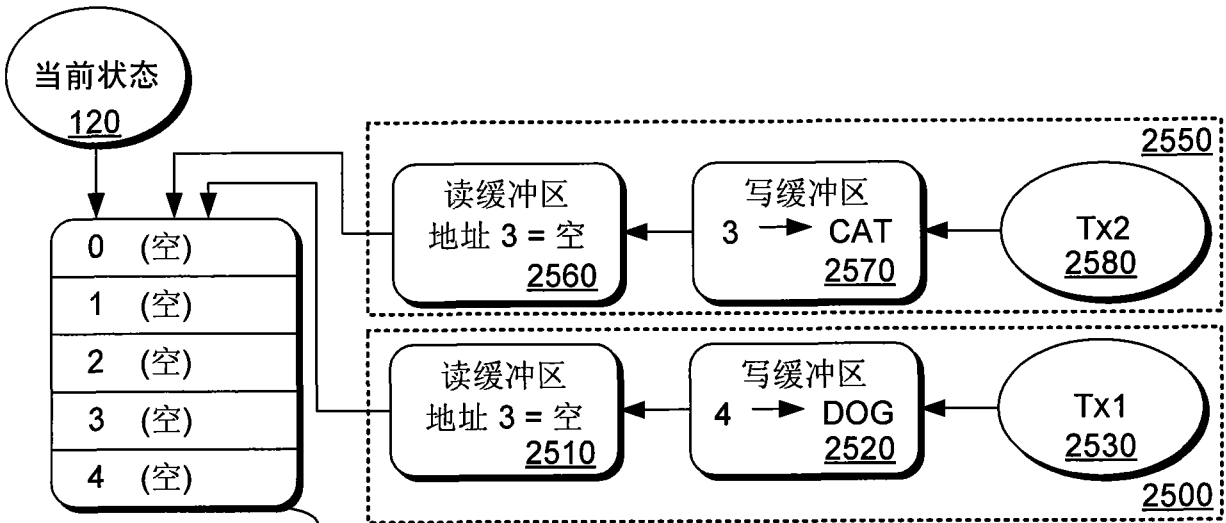 当前状态
120
0 (空)
1 (空)
2 (空)
3 (空)
4 (空)
2550
读缓冲区
地址 3 = 空
2560
写缓冲区
3 → CAT
2570
Tx2
2580
读缓冲区
地址 3 = 空
2510
写缓冲区
4 → DOG
2520
Tx1
2530
2500